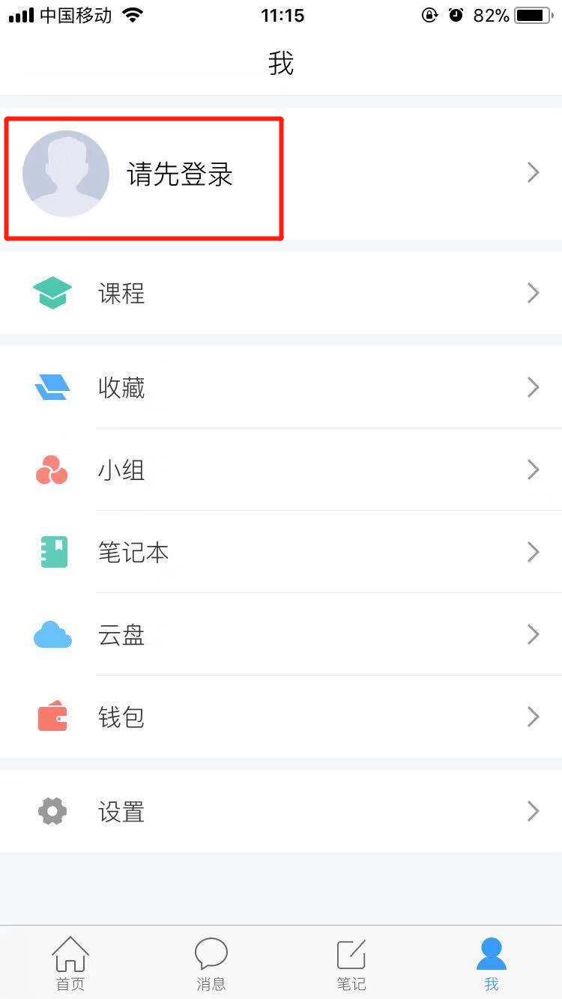 中国移动 11:15 82%
我
请先登录
课程
收藏
小组
笔记本
云盘
钱包
设置
首页 消息 笔记 我